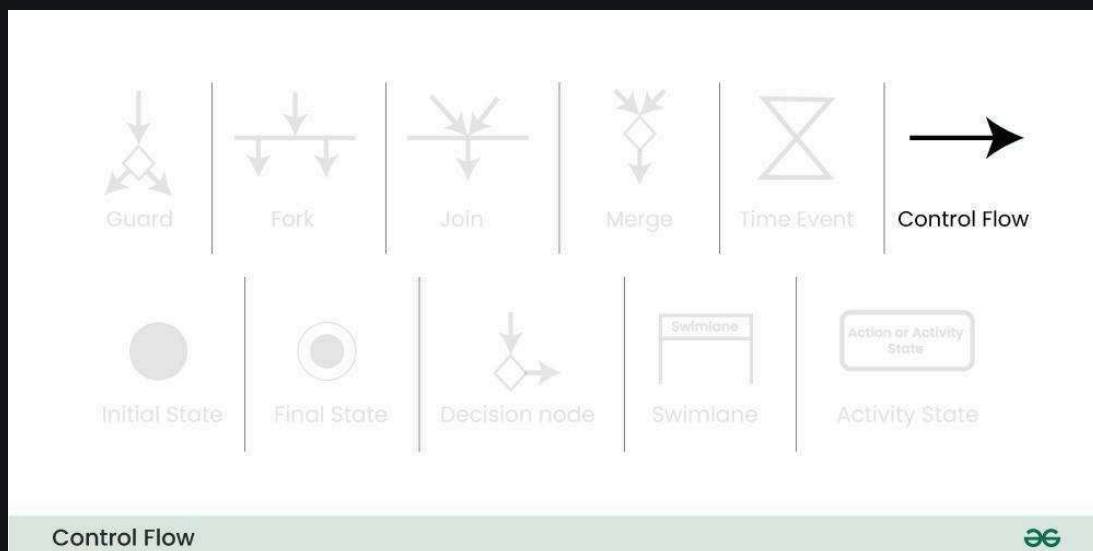 Guard
Fork
Join
Merge
Time Event
Control Flow
Swimlane
Action or Activity
State
Initial State
Final State
Decision node
Swimlane
Activity State
Control Flow